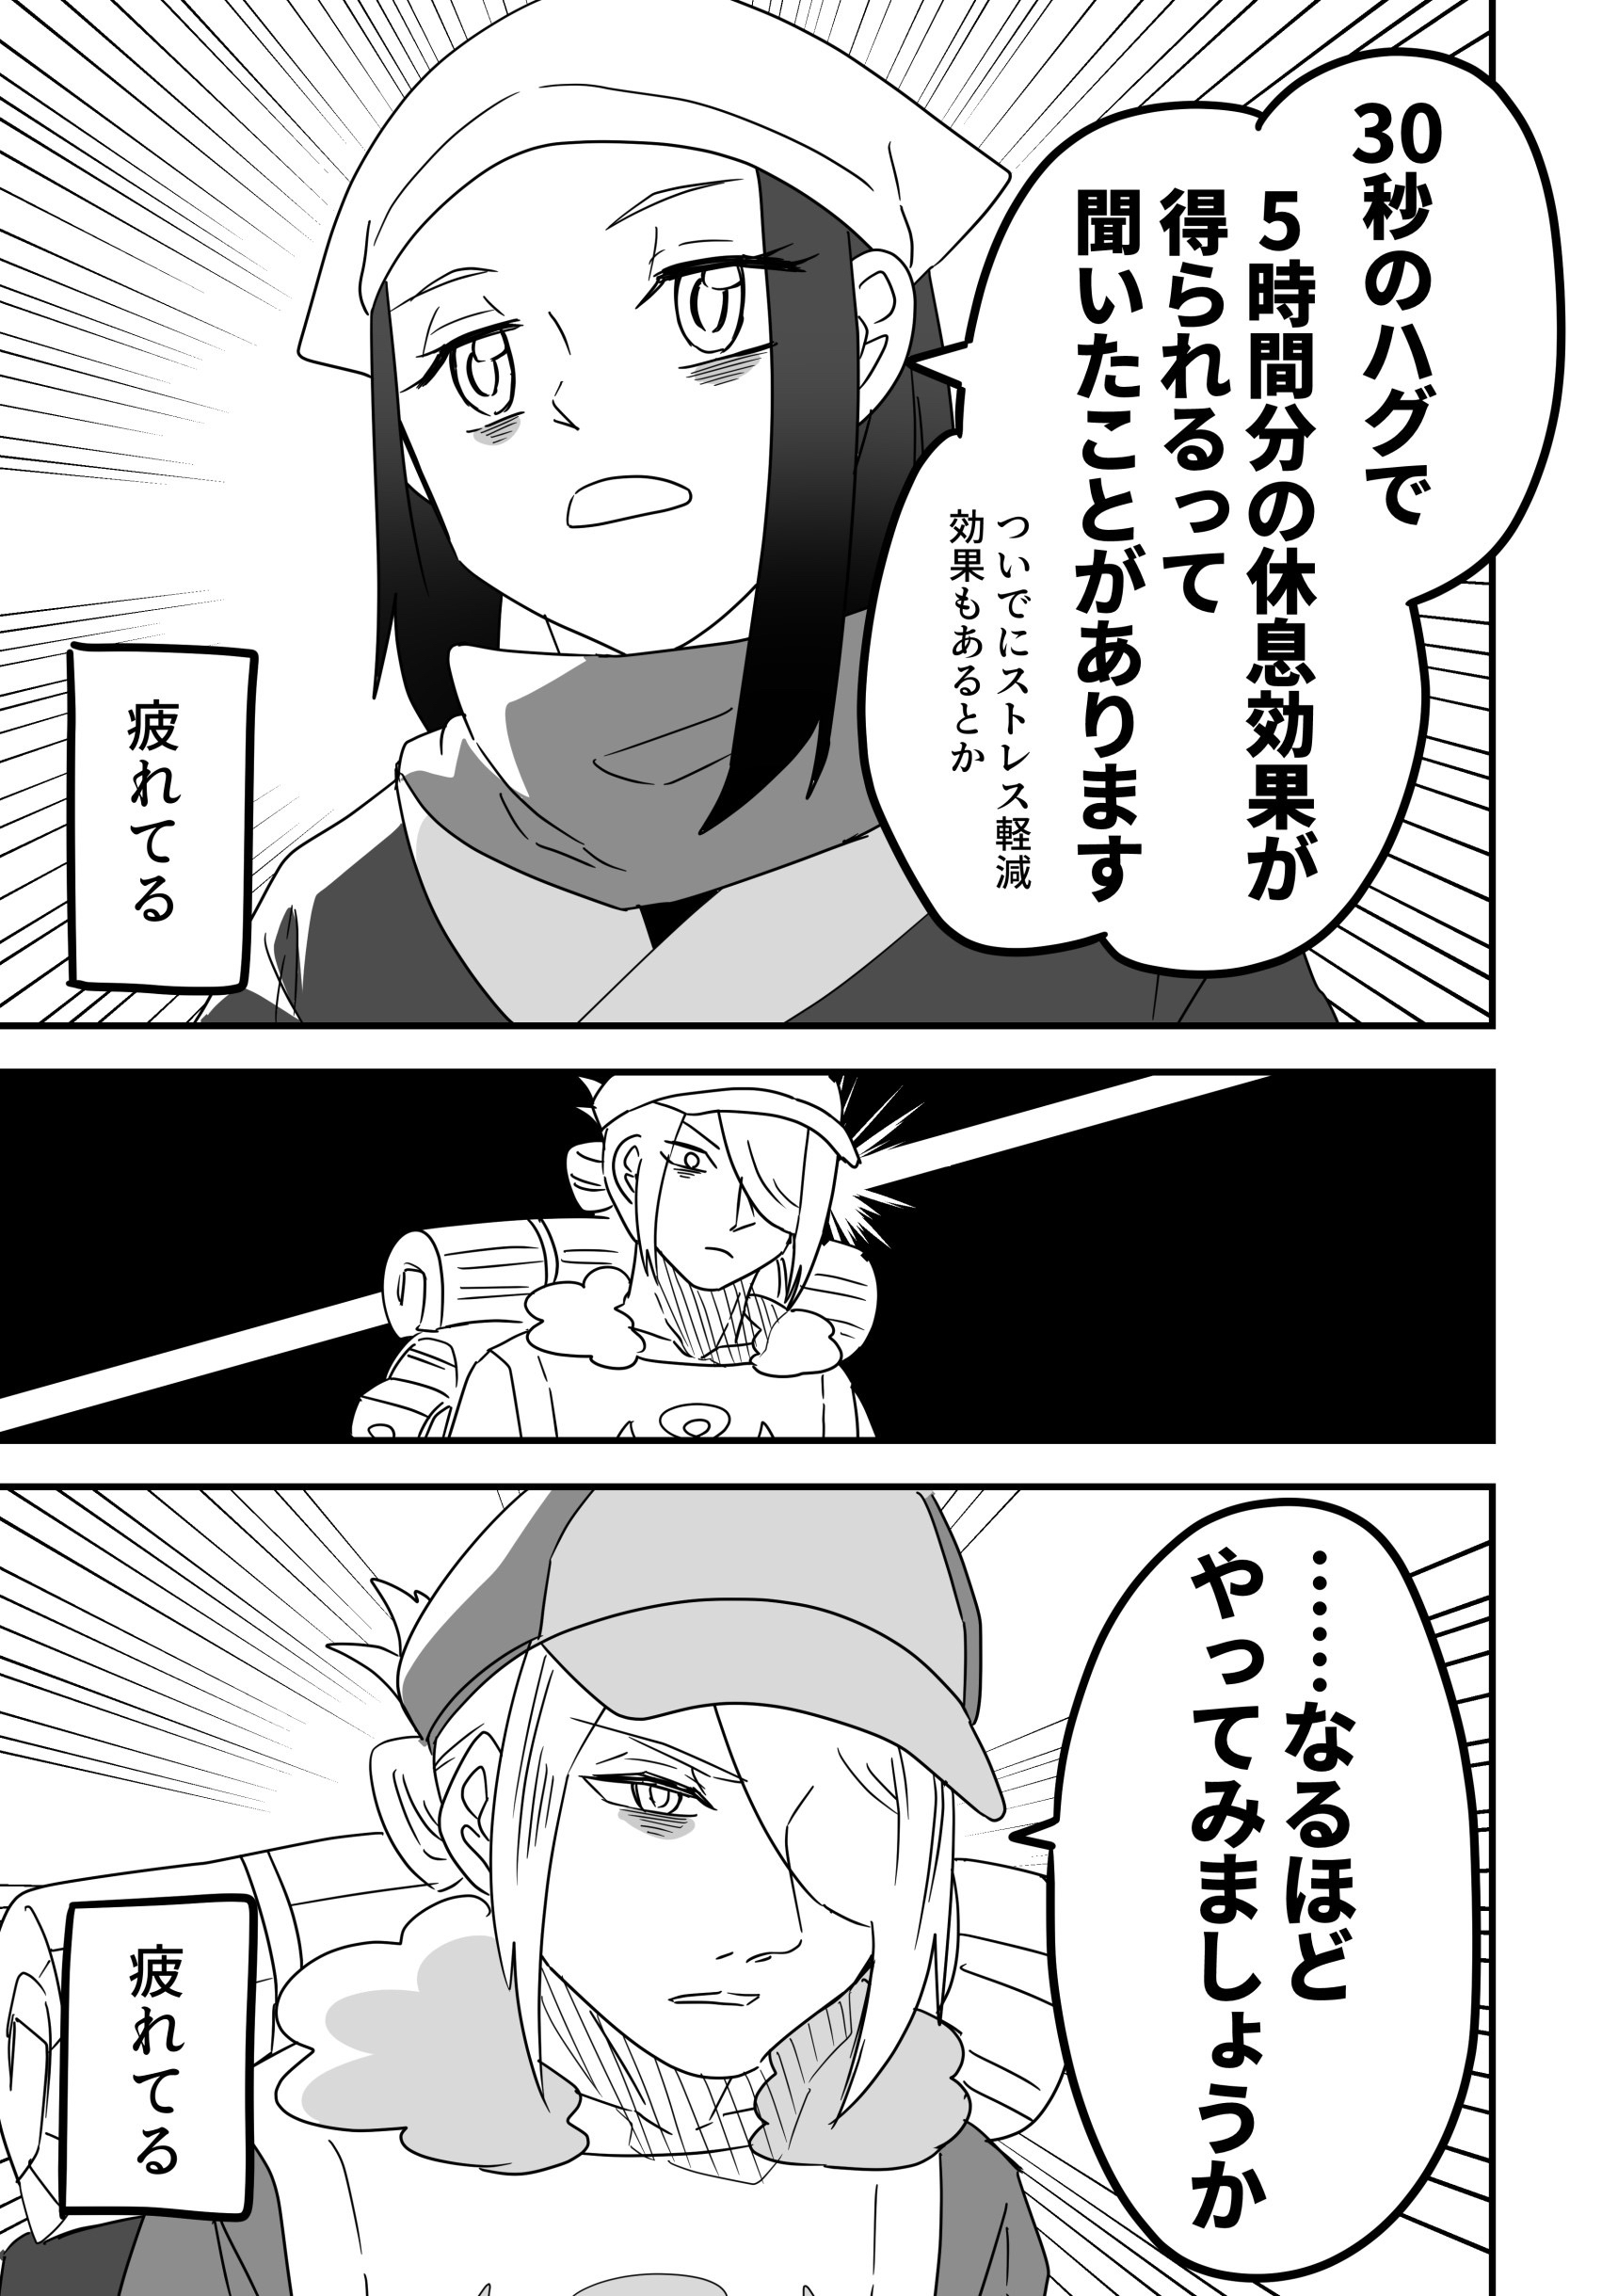 30秒のハグで
5時間分の休息効果が
得られるって
聞いたことがあります
ついでにストレス軽減
効果もあるとか
疲れてる
……なるほど
やってみましょうか
疲れてる